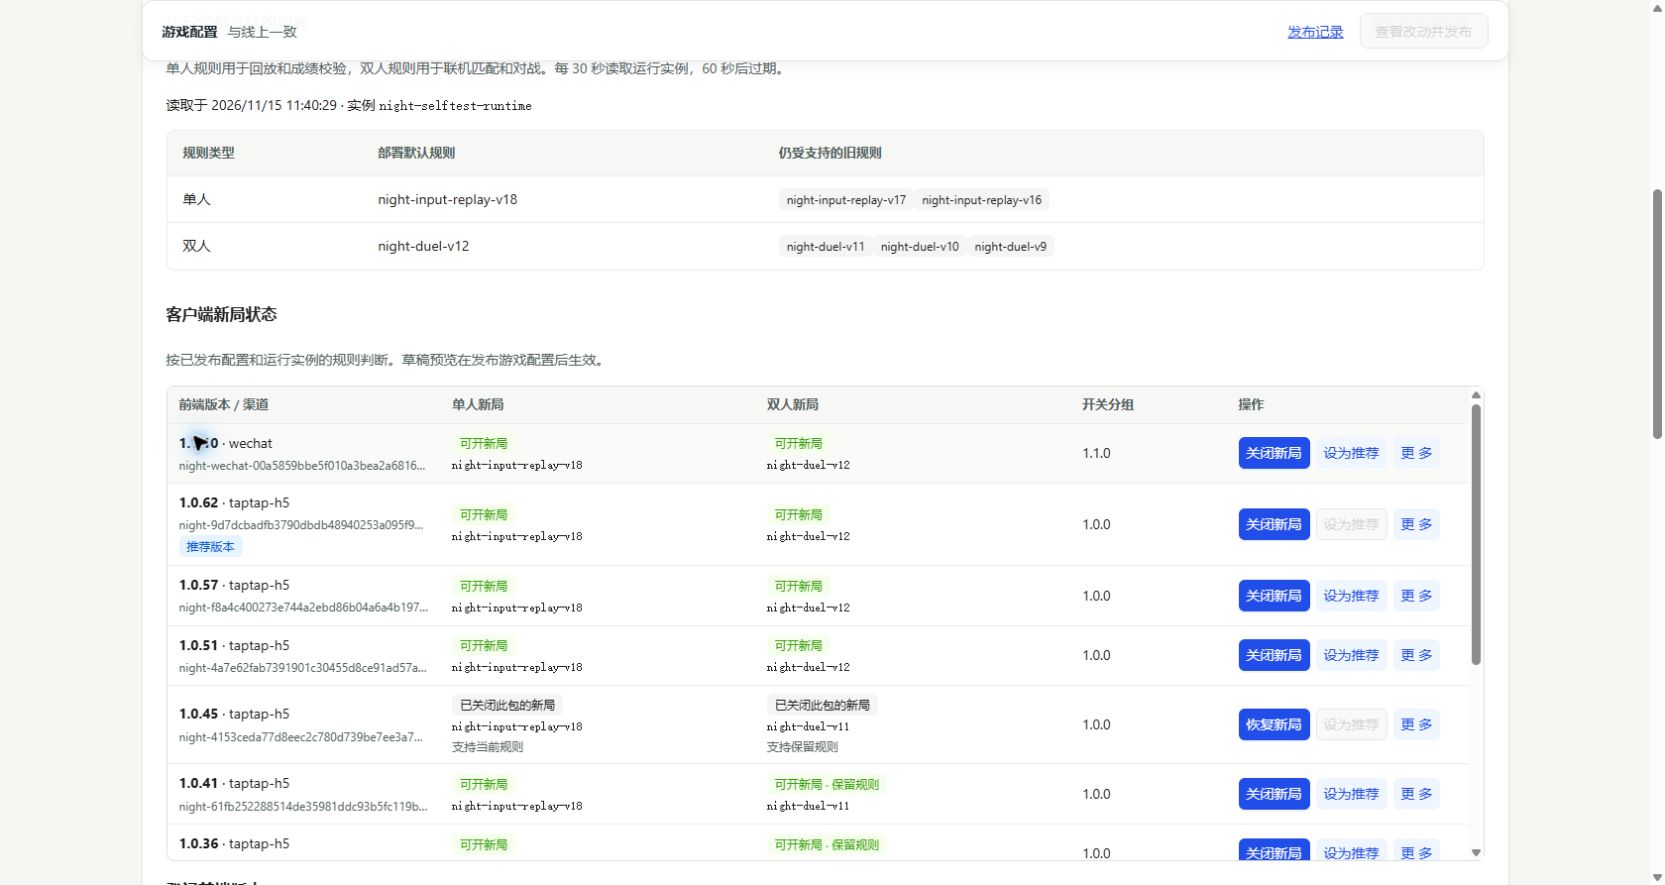 游戏配置 与线上一致 发布记录 查看改动并发布
单人规则用于回放和成绩校验，双人规则用于联机匹配和对战。每 30 秒读取运行实例，60 秒后过期。
读取于 2026/11/15 11:40:29 · 实例 night-selftest-runtime
规则类型 部署默认规则 仍受支持的旧规则
单人 night-input-replay-v18 night-input-replay-v17 night-input-replay-v16
双人 night-duel-v12 night-duel-v11 night-duel-v10 night-duel-v9
客户端新局状态
按已发布配置和运行实例的规则判断。草稿预览在发布游戏配置后生效。
前端版本 / 渠道 单人新局 双人新局 开关分组 操作
· wechat 可开新局 可开新局 1.1.0 关闭新局 设为推荐 更多
night-wechat-00a5859bbe5f010a3bea2a6816... night-input-replay-v18 night-duel-v12
1.0.62 · taptap-h5 可开新局 可开新局 1.0.0 关闭新局 设为推荐 更多
night-9d7dcbadfb3790dbdb48940253a095f9... night-input-replay-v18 night-duel-v12
推荐版本
1.0.57 · taptap-h5 可开新局 可开新局 1.0.0 关闭新局 设为推荐 更多
night-f8a4c400273e744a2ebd86b04a6a4b197... night-input-replay-v18 night-duel-v12
1.0.51 · taptap-h5 可开新局 可开新局 1.0.0 关闭新局 设为推荐 更多
night-4a7e62fab7391901c30455d8ce91ad57a... night-input-replay-v18 night-duel-v12
已关闭此包的新局 已关闭此包的新局
1.0.45 · taptap-h5 night-input-replay-v18 night-duel-v11 1.0.0 恢复新局 设为推荐 更多
night-4153ceda77d8eec2c780d739be7ee3a7... 支持当前规则 支持保留规则
1.0.41 · taptap-h5 可开新局 可开新局 · 保留规则 1.0.0 关闭新局 设为推荐 更多
night-61fb252288514de35981ddc93b5fc119b... night-input-replay-v18 night-duel-v11
1.0.36 · taptap-h5 可开新局 可开新局 · 保留规则 1.0.0 关闭新局 设为推荐 更多